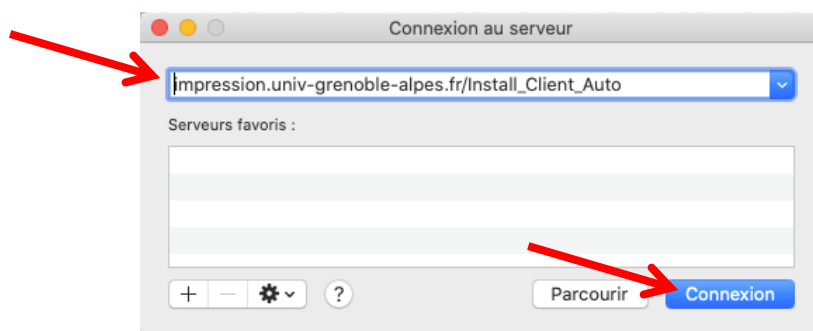 Connexion au serveur
impression.univ-grenoble-alpes.fr/Install_Client_Auto
Serveurs favoris :
+ − ?
Parcourir Connexion